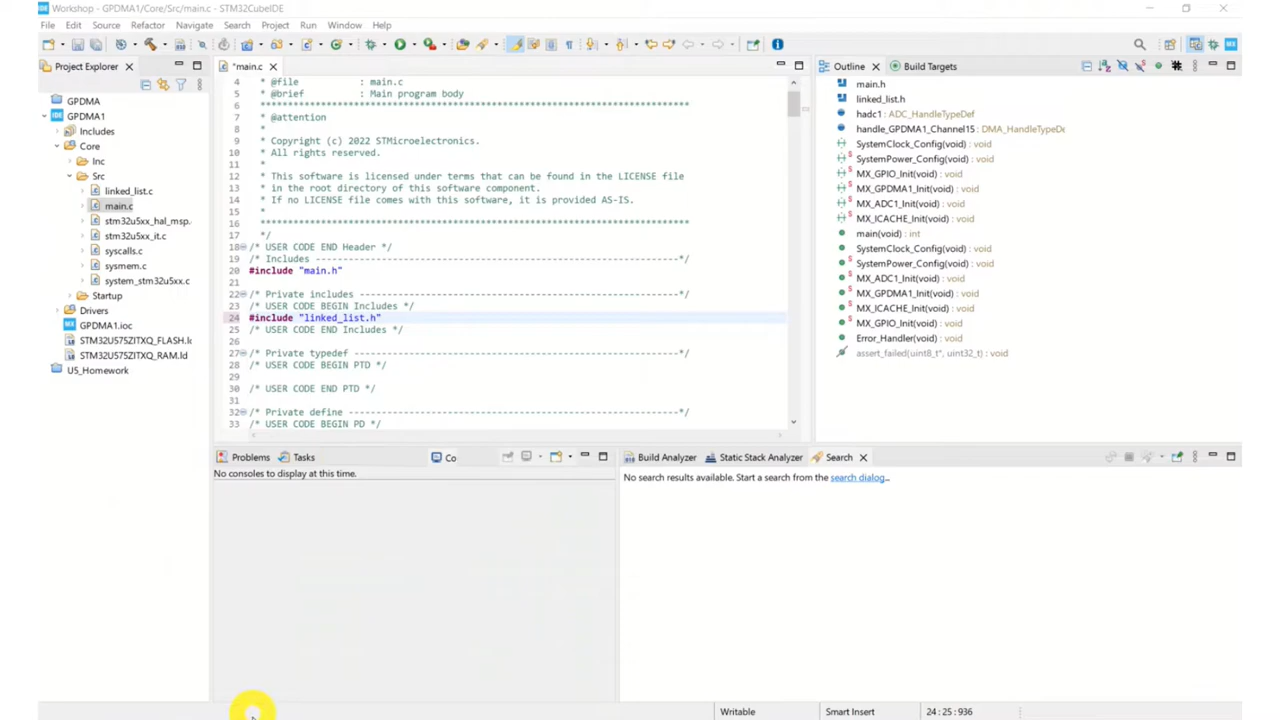 Workshop - GPDMA1/Core/Src/main.c - STM32CubeIDE
File Edit Source Refactor Navigate Search Project Run Window Help
Project Explorer
GPDMA
GPDMA1
Includes
Core
Inc
Src
linked_list.c
main.c
stm32u5xx_hal_msp.
stm32u5xx_it.c
syscalls.c
sysmem.c
system_stm32u5xx.c
Startup
Drivers
GPDMA1.ioc
STM32U575ZITXQ_FLASH.lc
STM32U575ZITXQ_RAM.ld
U5_Homework
*main.c
4 * @file : main.c
5 * @brief : Main program body
6 ******************************************************************************
7 * @attention
8 *
9 * Copyright (c) 2022 STMicroelectronics.
10 * All rights reserved.
11 *
12 * This software is licensed under terms that can be found in the LICENSE file
13 * in the root directory of this software component.
14 * If no LICENSE file comes with this software, it is provided AS-IS.
15 *
16 ******************************************************************************
17 */
18 /* USER CODE END Header */
19 /* Includes ------------------------------------------------------------------*/
20 #include "main.h"
21
22 /* Private includes ----------------------------------------------------------*/
23 /* USER CODE BEGIN Includes */
24 #include "linked_list.h"
25 /* USER CODE END Includes */
26
27 /* Private typedef -----------------------------------------------------------*/
28 /* USER CODE BEGIN PTD */
29
30 /* USER CODE END PTD */
31
32 /* Private define ------------------------------------------------------------*/
33 /* USER CODE BEGIN PD */
Outline Build Targets
main.h
linked_list.h
hadc1 : ADC_HandleTypeDef
handle_GPDMA1_Channel15 : DMA_HandleTypeDe
SystemClock_Config(void) : void
SystemPower_Config(void) : void
MX_GPIO_Init(void) : void
MX_GPDMA1_Init(void) : void
MX_ADC1_Init(void) : void
MX_ICACHE_Init(void) : void
main(void) : int
SystemClock_Config(void) : void
SystemPower_Config(void) : void
MX_ADC1_Init(void) : void
MX_GPDMA1_Init(void) : void
MX_ICACHE_Init(void) : void
MX_GPIO_Init(void) : void
Error_Handler(void) : void
assert_failed(uint8_t*, uint32_t) : void
Problems Tasks Co
No consoles to display at this time.
Build Analyzer Static Stack Analyzer Search
No search results available. Start a search from the search dialog...
Writable Smart Insert 24 : 25 : 936